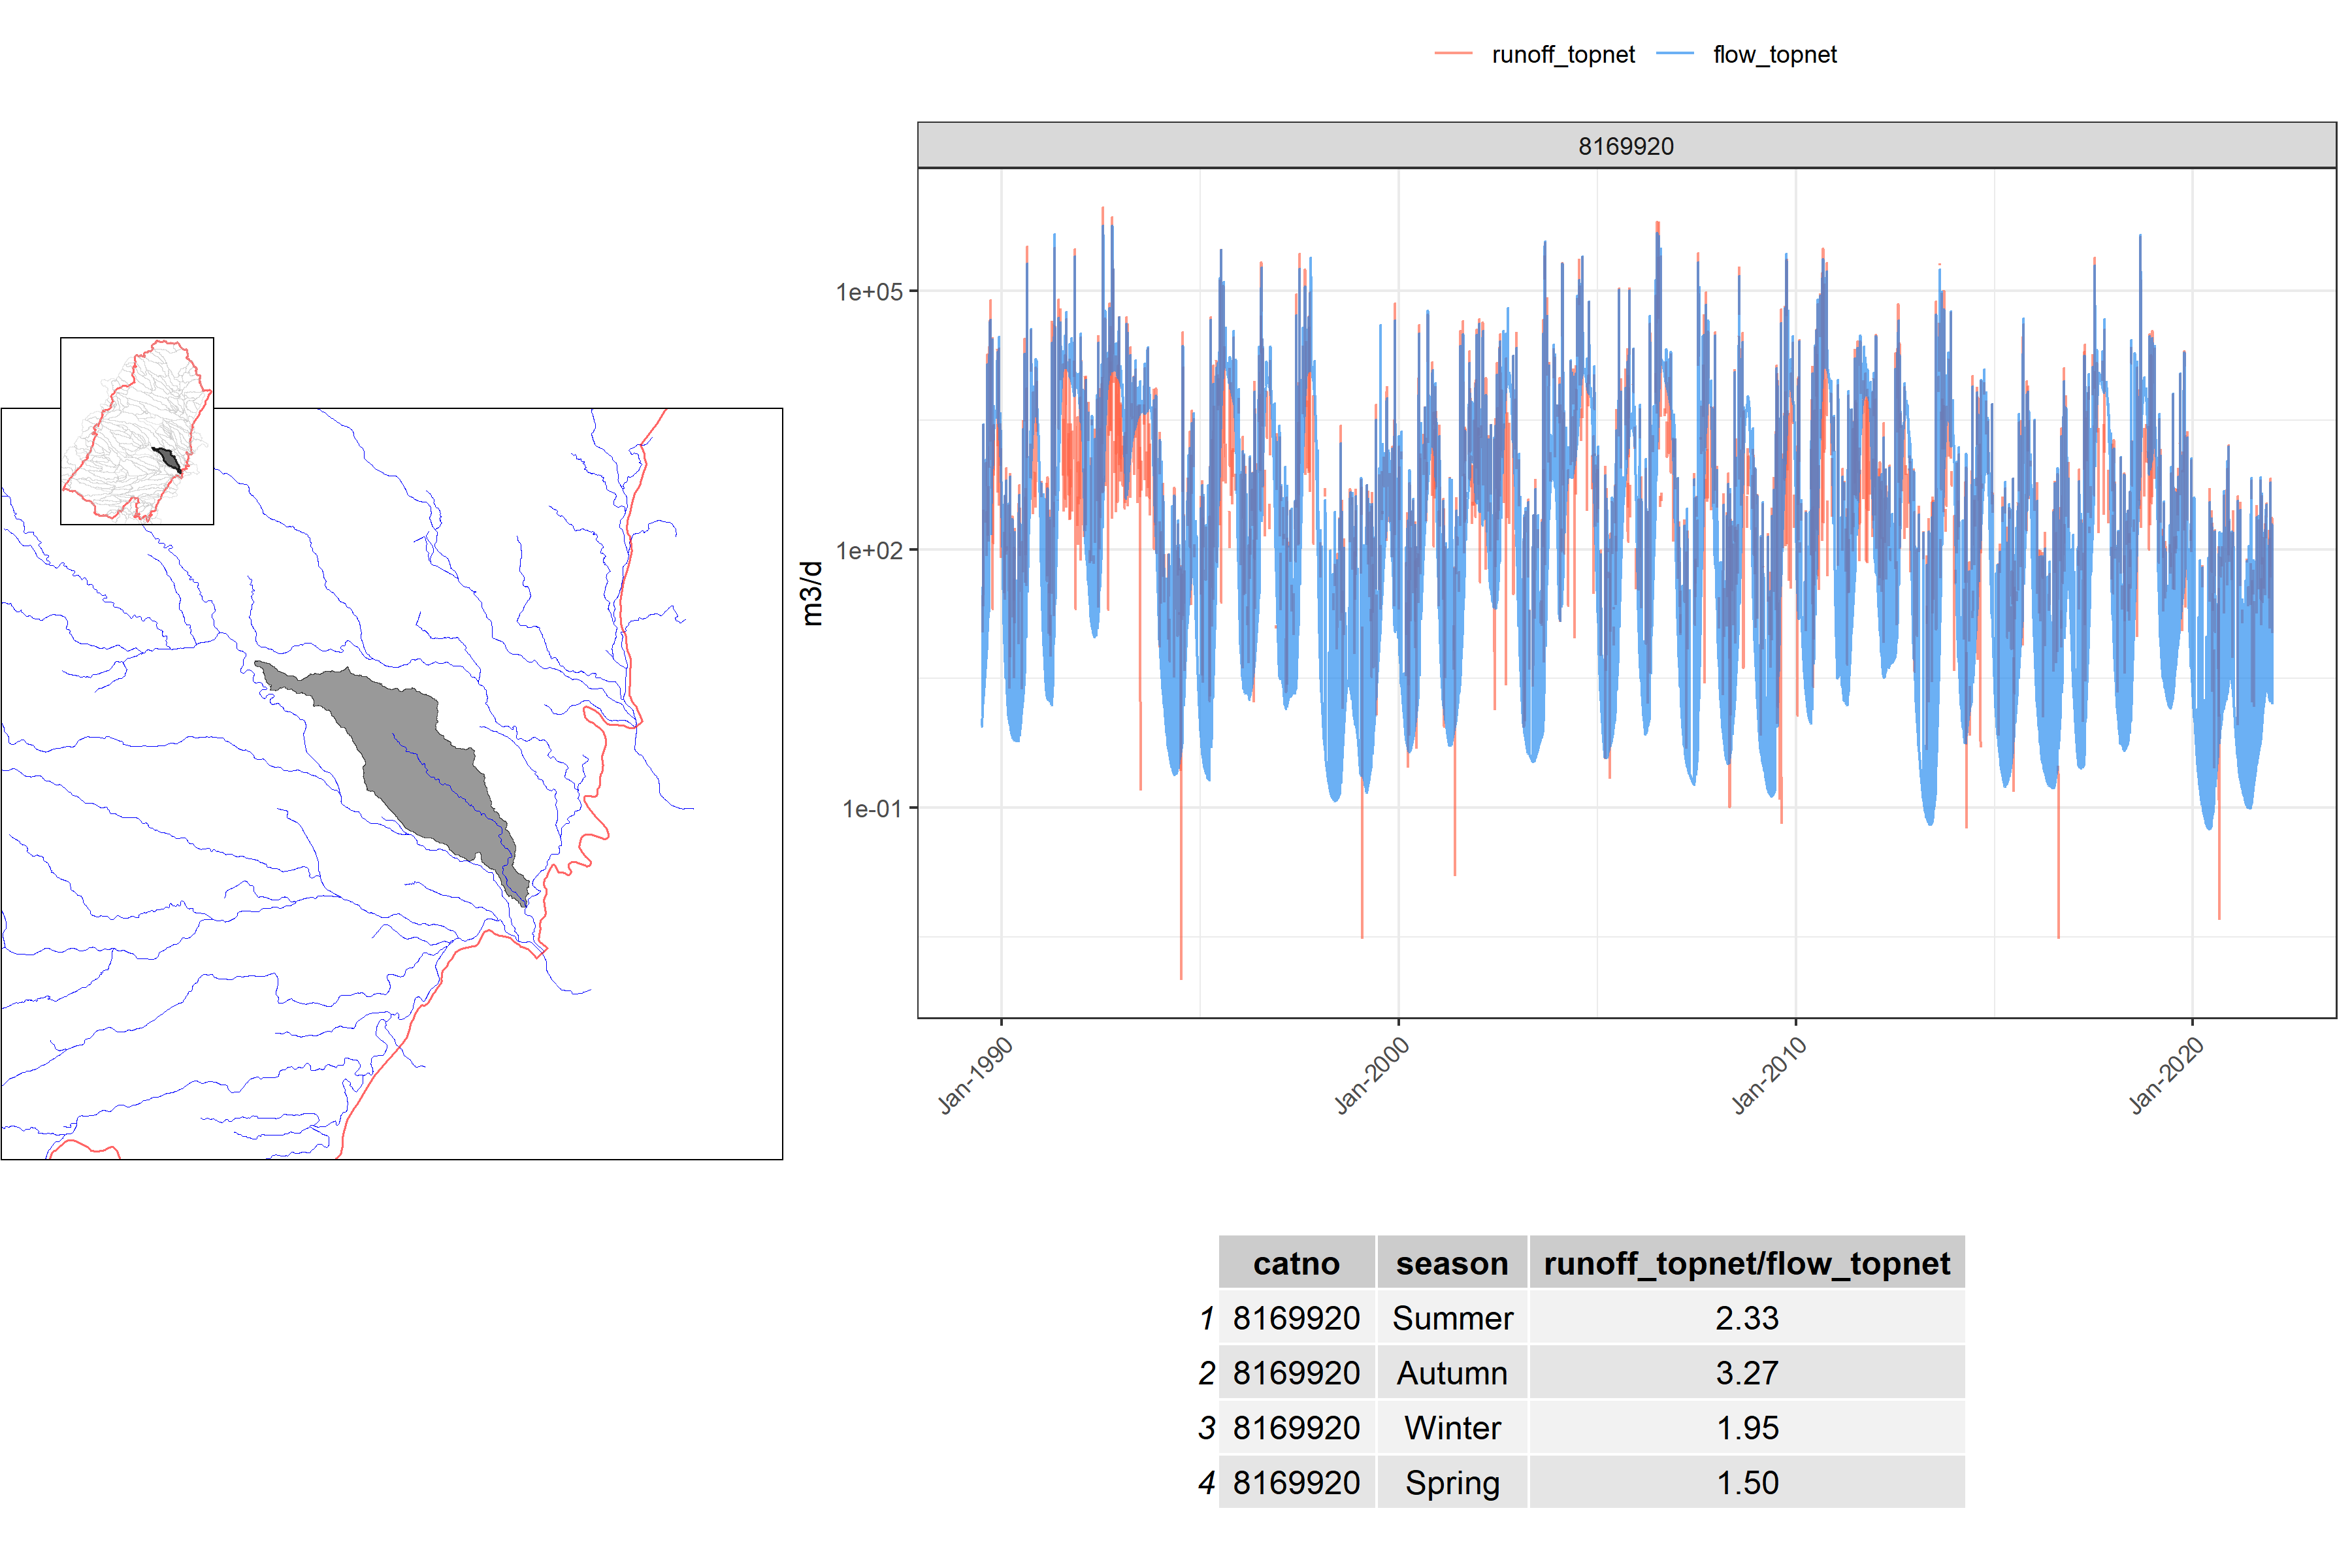 runoff_topnet flow_topnet
8169920
m3/d
1e+05
1e+02
1e-01
Jan-1990 Jan-2000 Jan-2010 Jan-2020
catno season runoff_topnet/flow_topnet
1 8169920 Summer 2.33
2 8169920 Autumn 3.27
3 8169920 Winter 1.95
4 8169920 Spring 1.50